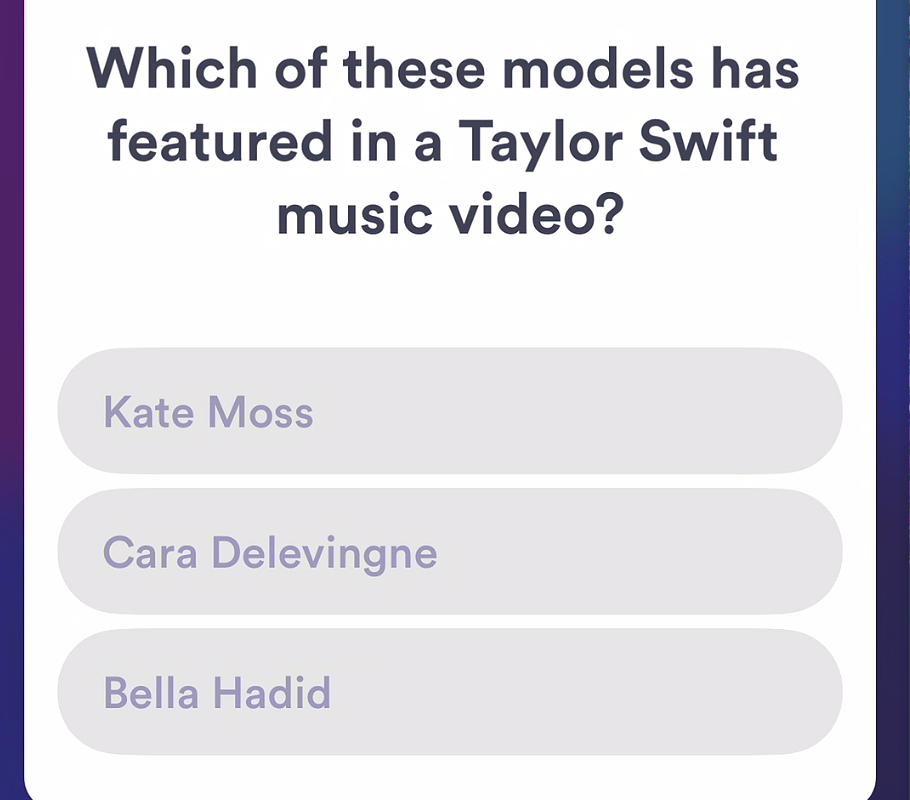 Which of these models has
featured in a Taylor Swift
music video?
Kate Moss
Cara Delevingne
Bella Hadid